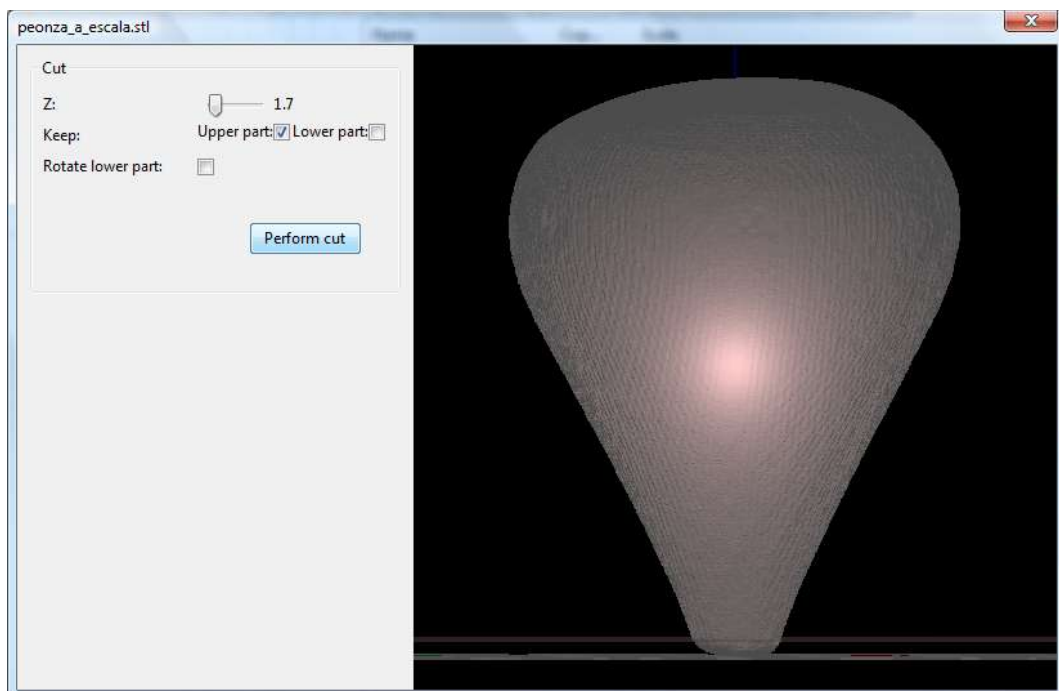 peonza_a_escala.stl
Cut
Z: 1.7
Keep: Upper part: Lower part:
Rotate lower part:
Perform cut